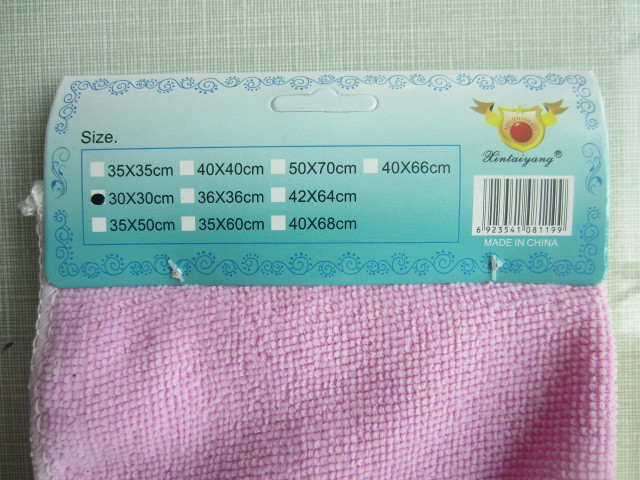 Size.
35X35cm 40X40cm 50X70cm 40X66cm
30X30cm 36X36cm 42X64cm
35X50cm 35X60cm 40X68cm
Xintaiyang®
6 923541 081199
MADE IN CHINA